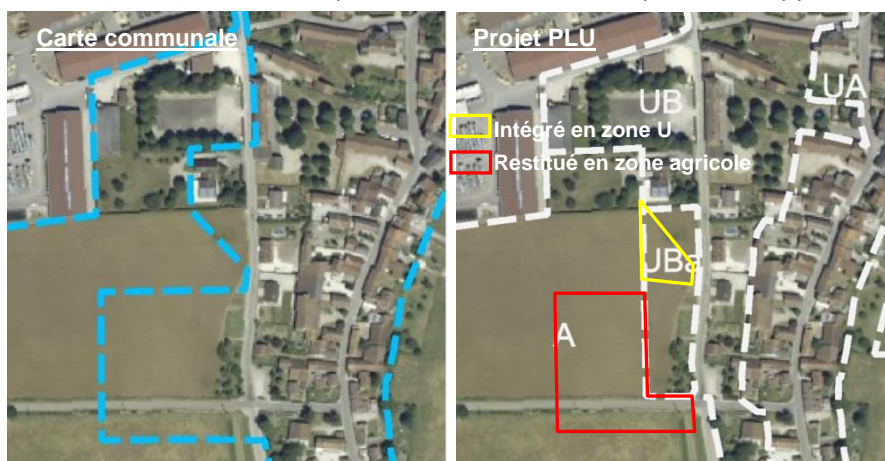 Carte communale
Projet PLU
UB
UA
Intégré en zone U
Restitué en zone agricole
UBa
A